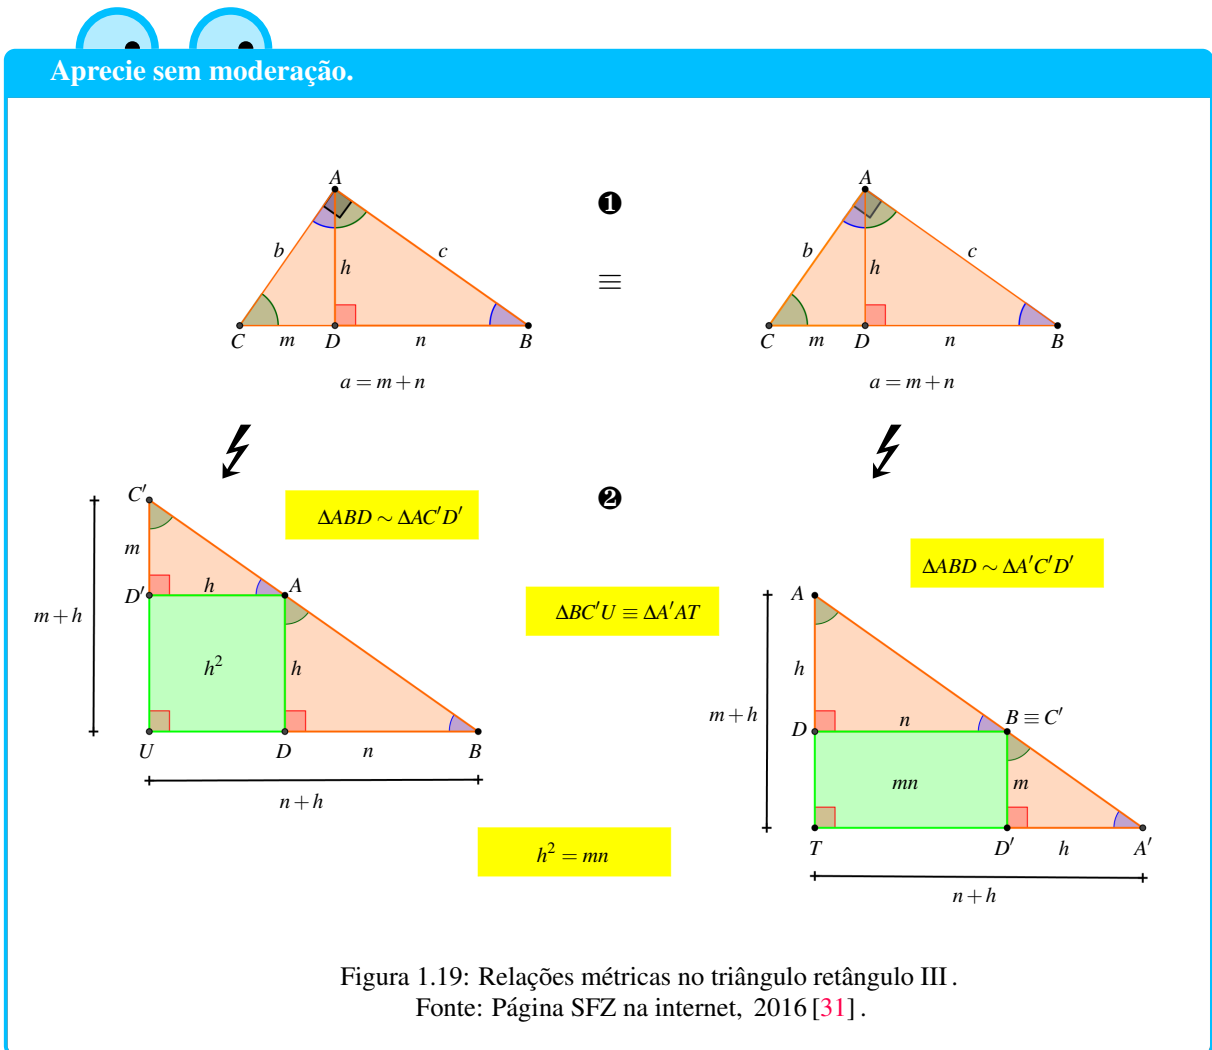 Aprecie sem moderação.
A
b
c
h
C
m
D
n
B
a = m + n
❶
≡
A
b
c
h
C
m
D
n
B
a = m + n
❷
C′
m
D′
h
A
m + h
h²
h
U
D
n
B
n + h
ΔABD ∼ ΔAC′D′
ΔBC′U ≡ ΔA′AT
ΔABD ∼ ΔA′C′D′
A
h
m + h
D
n
B ≡ C′
mn
m
T
D′
h
A′
n + h
h² = mn
Figura 1.19: Relações métricas no triângulo retângulo III.
Fonte: Página SFZ na internet, 2016 [31].